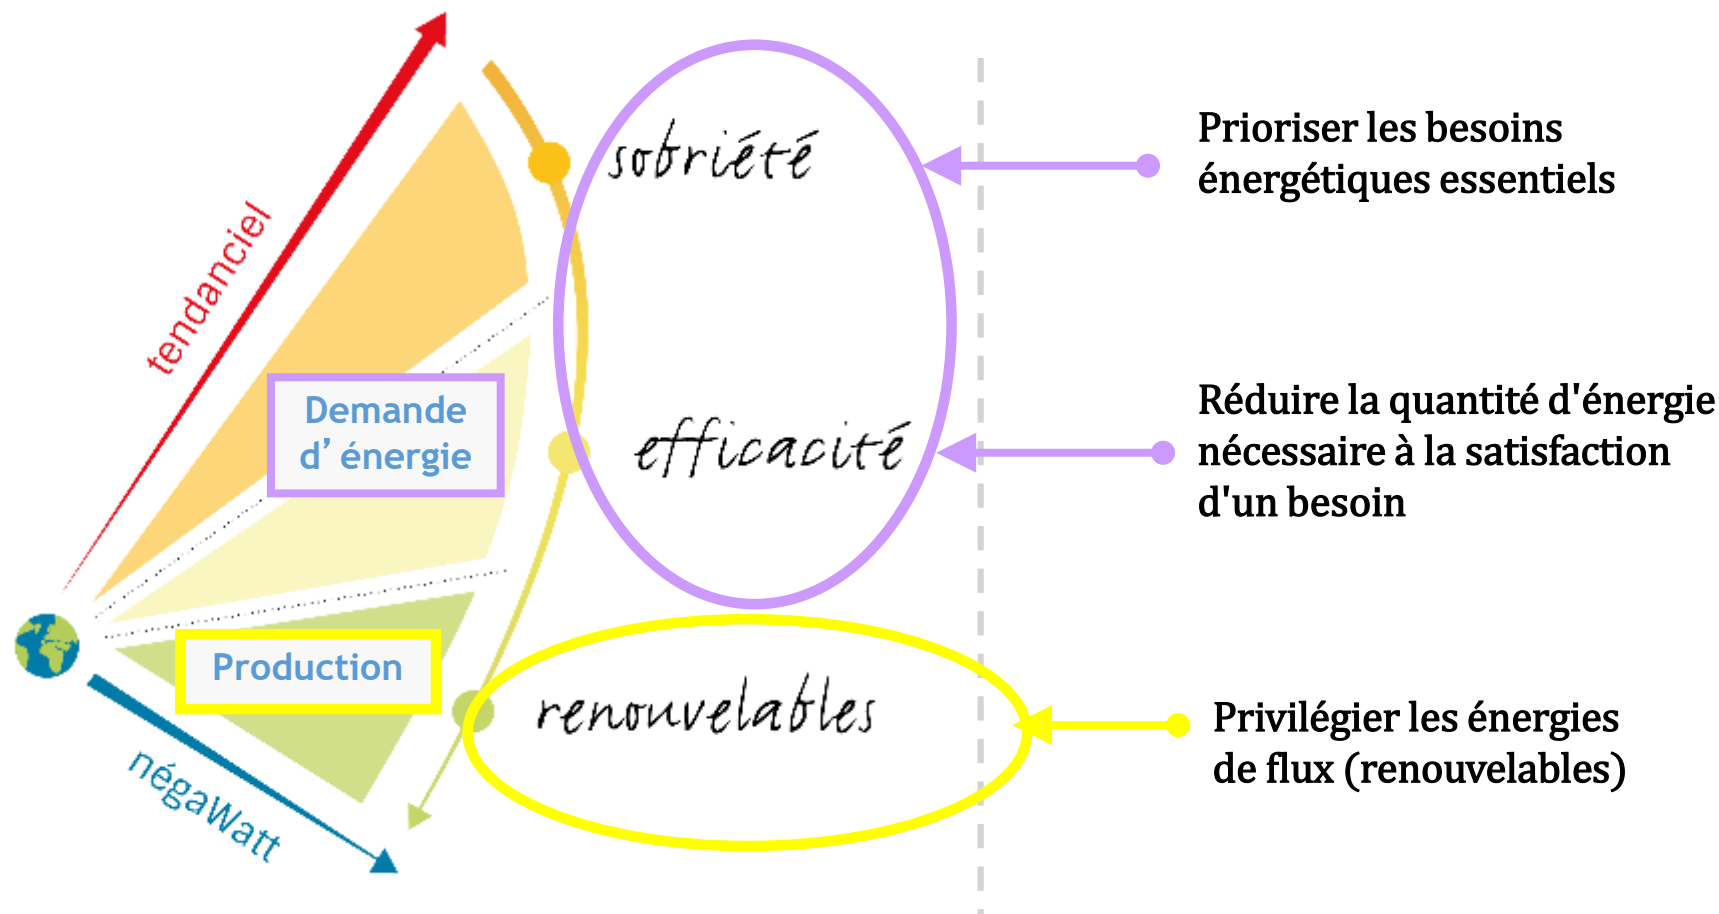 tendanciel
sobriété
Prioriser les besoins
énergétiques essentiels
Demande
d’ énergie
efficacité
Réduire la quantité d'énergie
nécessaire à la satisfaction
d'un besoin
Production
renouvelables
Privilégier les énergies
de flux (renouvelables)
négaWatt